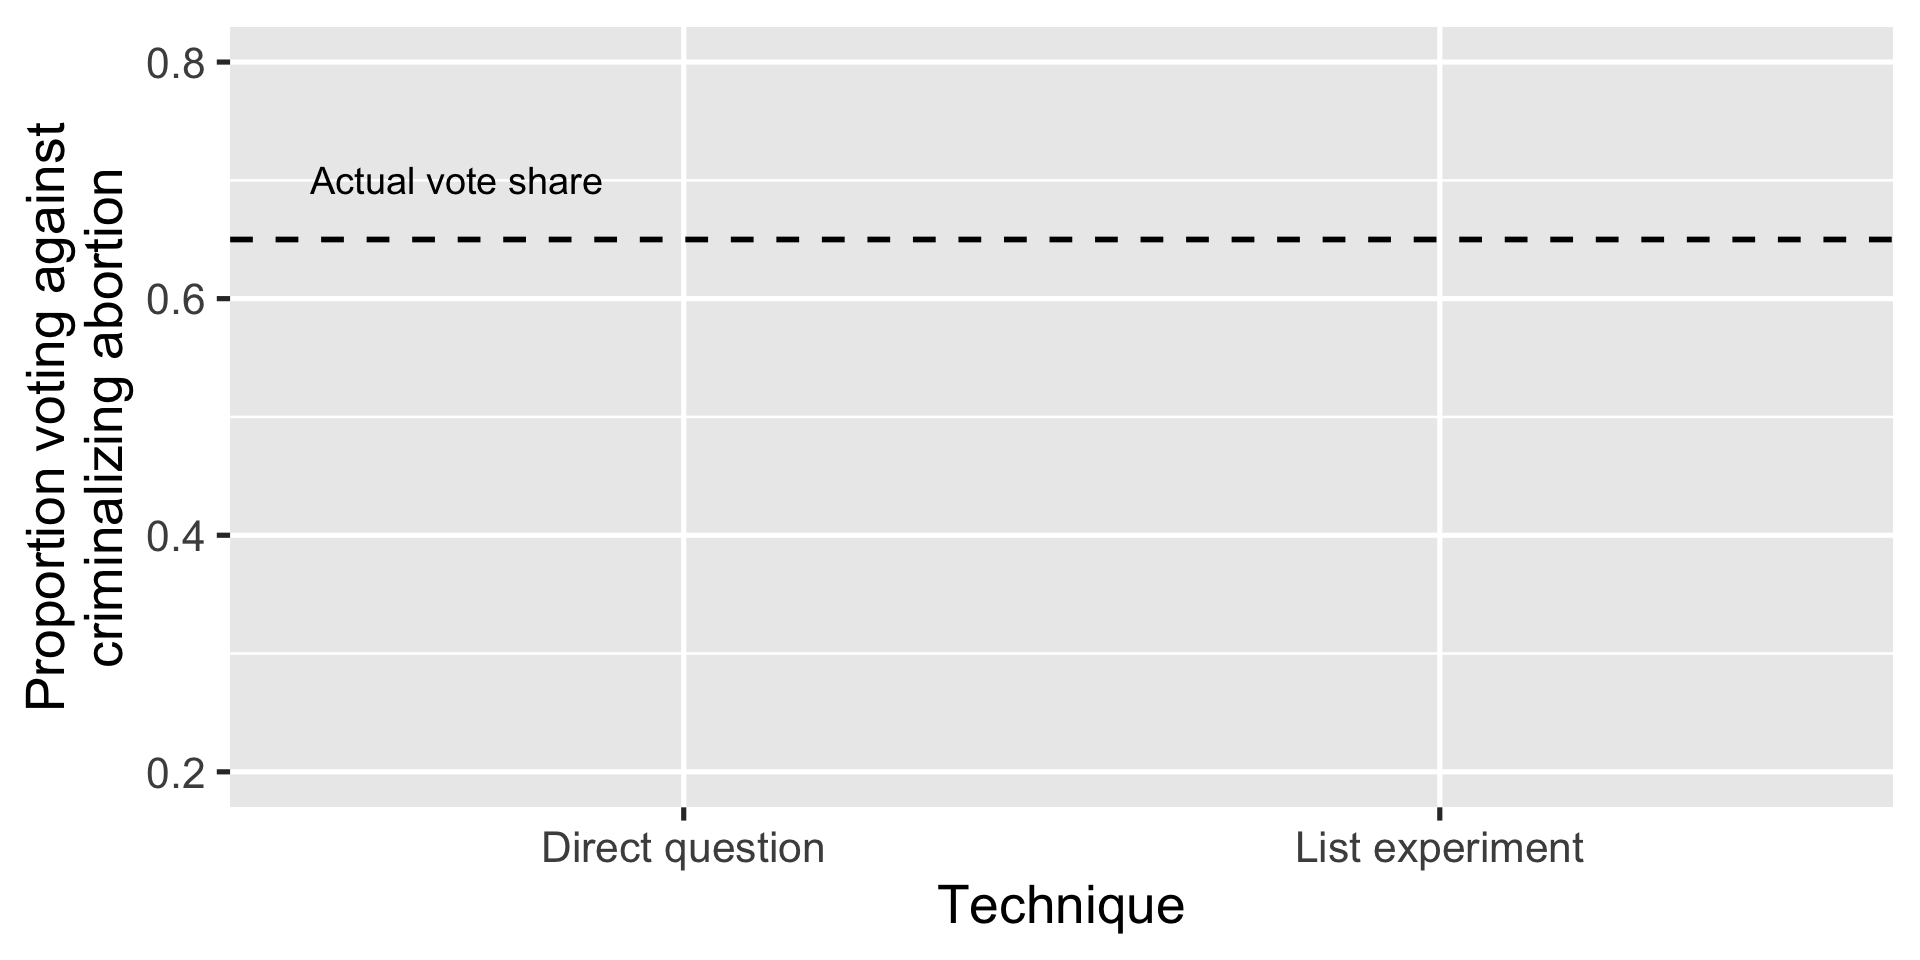 Proportion voting against
criminalizing abortion
0.8
0.6
0.4
0.2
Actual vote share
Direct question
List experiment
Technique